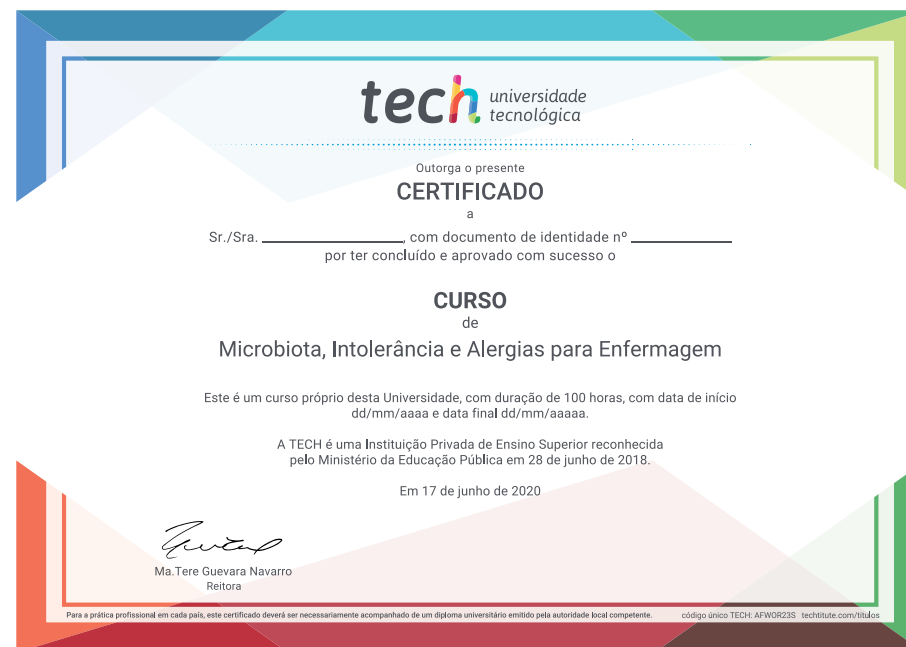 tech universidade
tecnológica
Outorga o presente
CERTIFICADO
a
Sr./Sra. ____________, com documento de identidade nº ____________
por ter concluído e aprovado com sucesso o
CURSO
de
Microbiota, Intolerância e Alergias para Enfermagem
Este é um curso próprio desta Universidade, com duração de 100 horas, com data de início
dd/mm/aaaa e data final dd/mm/aaaaa.
A TECH é uma Instituição Privada de Ensino Superior reconhecida
pelo Ministério da Educação Pública em 28 de junho de 2018.
Em 17 de junho de 2020
Ma.Tere Guevara Navarro
Reitora
Para a prática profissional em cada país, este certificado deverá ser necessariamente acompanhado de um diploma universitário emitido pela autoridade local competente. código único TECH: AFWOR23S techtitute.com/titulos